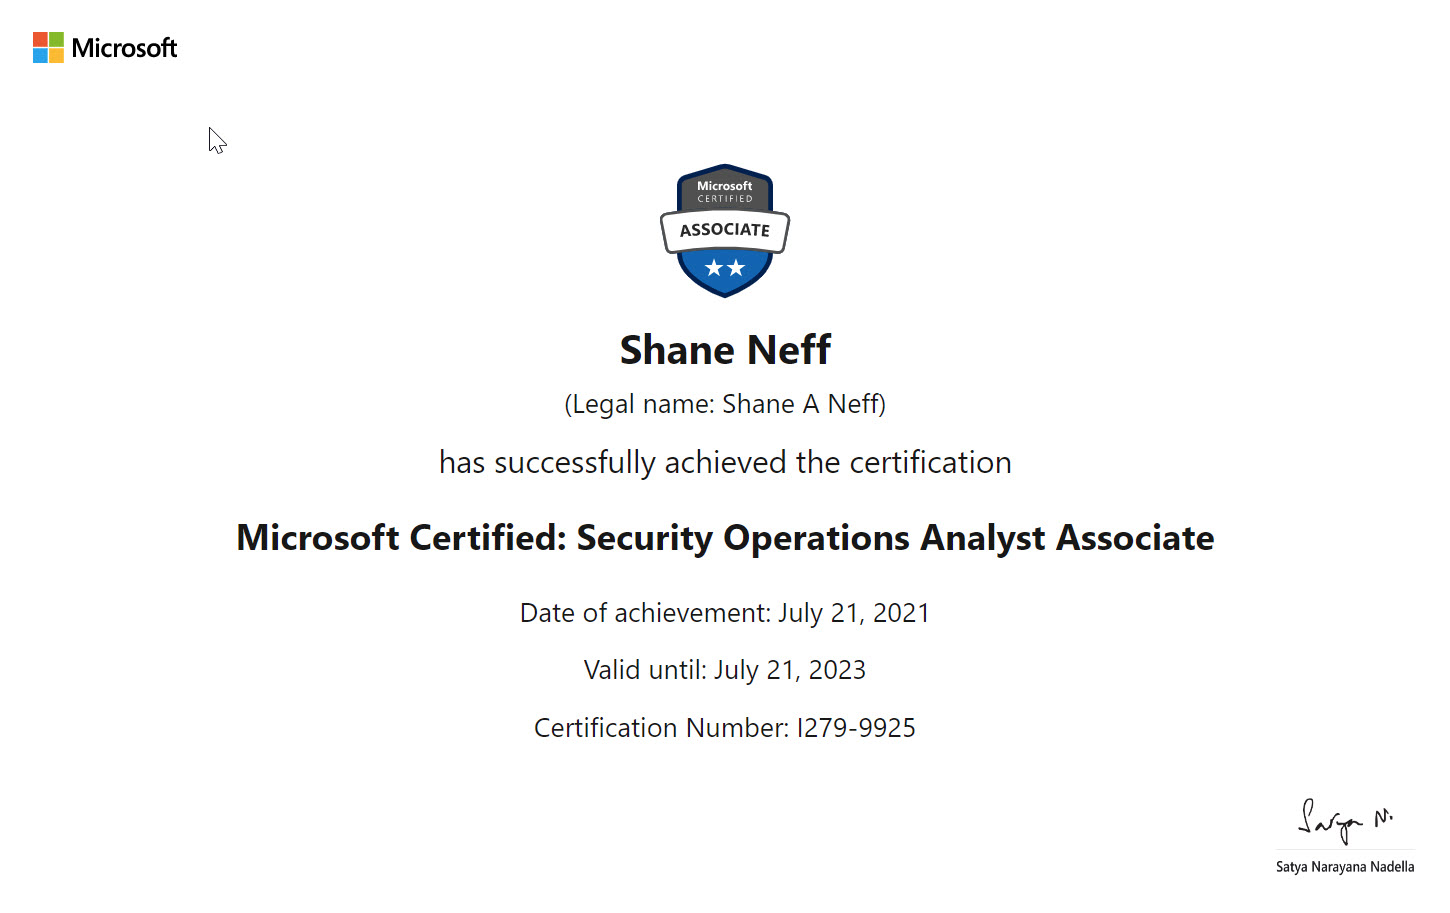 Microsoft
Microsoft
CERTIFIED
ASSOCIATE
Shane Neff
(Legal name: Shane A Neff)
has successfully achieved the certification
Microsoft Certified: Security Operations Analyst Associate
Date of achievement: July 21, 2021
Valid until: July 21, 2023
Certification Number: I279-9925
Satya N.
Satya Narayana Nadella